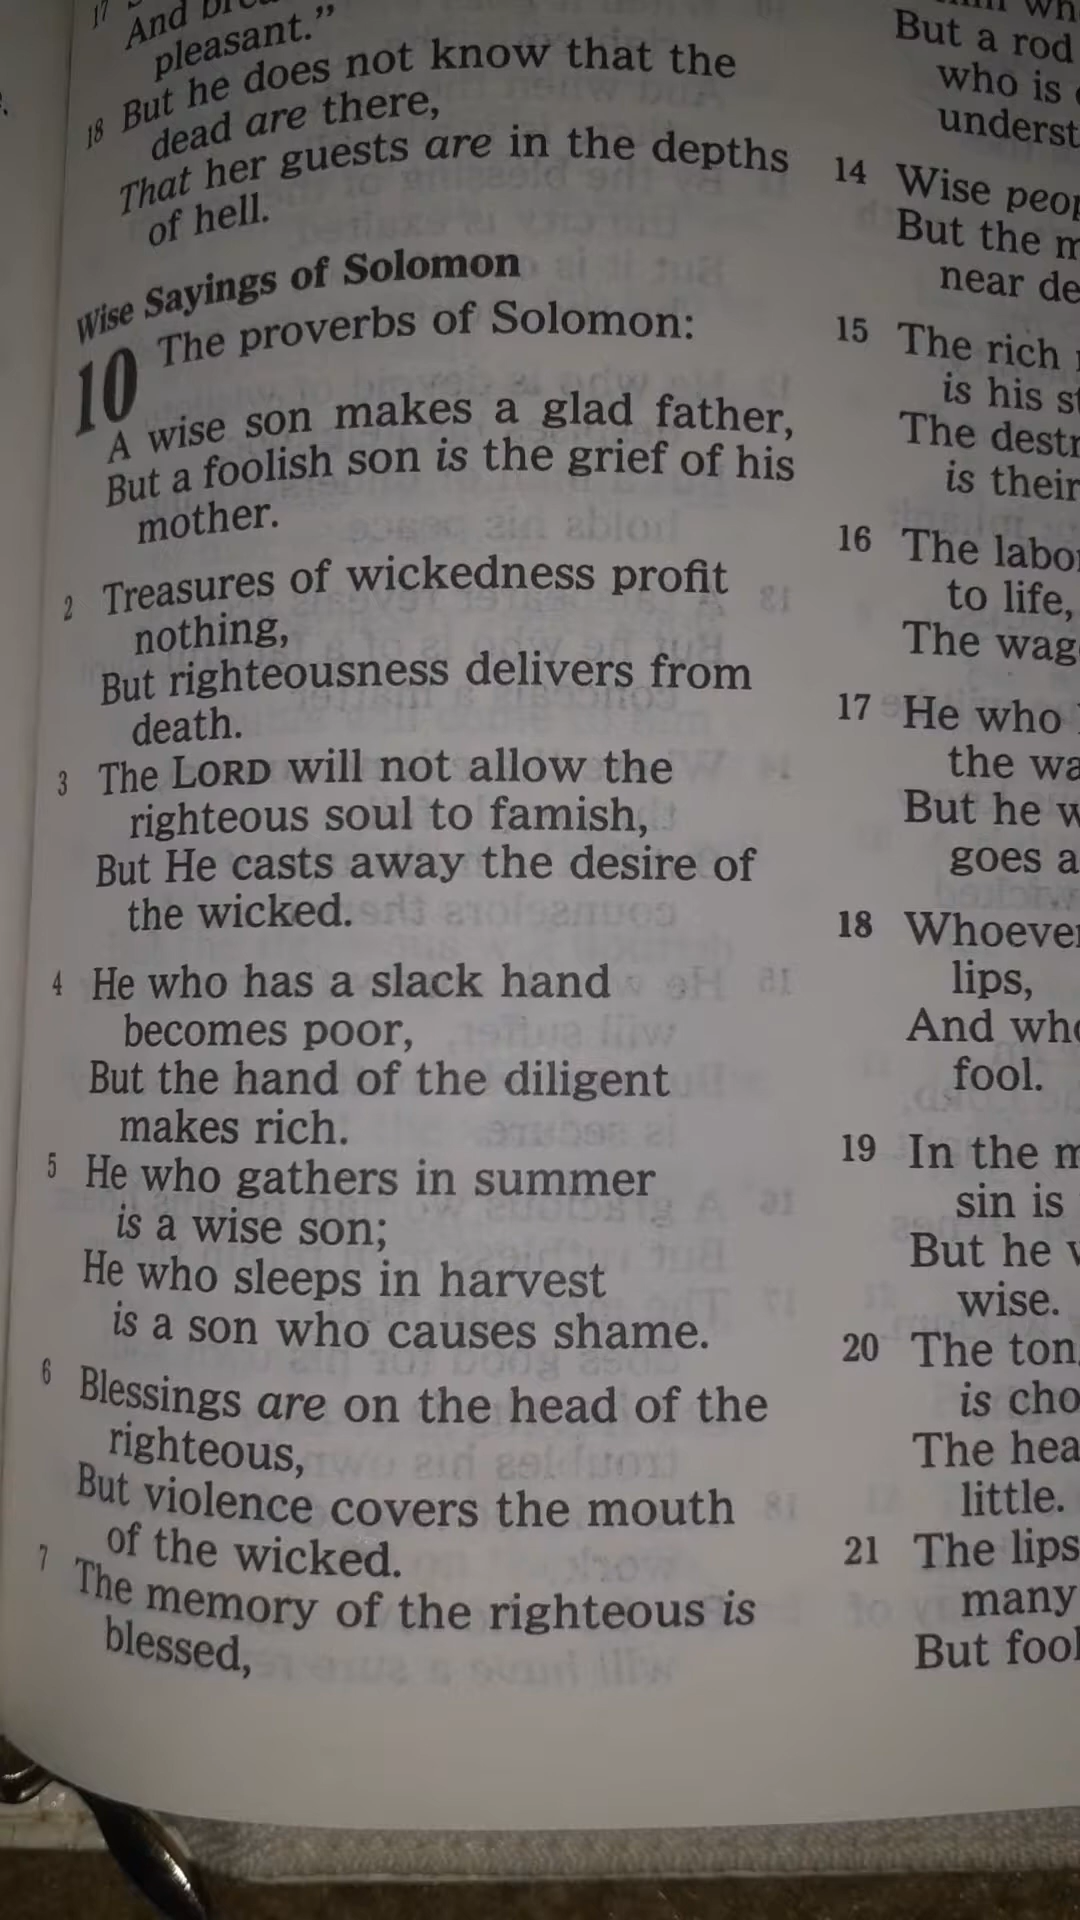 17
And
pleasant.”
18 But he does not know that the
dead are there,
That her guests are in the depths
of hell.
Wise Sayings of Solomon
10 The proverbs of Solomon:
A wise son makes a glad father,
But a foolish son is the grief of his
mother.
2 Treasures of wickedness profit
nothing,
But righteousness delivers from
death.
3 The LORD will not allow the
righteous soul to famish,
But He casts away the desire of
the wicked.
4 He who has a slack hand
becomes poor,
But the hand of the diligent
makes rich.
5 He who gathers in summer
is a wise son;
He who sleeps in harvest
is a son who causes shame.
6 Blessings are on the head of the
righteous,
But violence covers the mouth
of the wicked.
7 The memory of the righteous is
blessed,
But a rod
who is
14 Wise
But the
near
15 The rich
is his
The
is their
16 The
to life,
The
17 He who
the
But he
goes
18
lips,
And
fool.
19 In the
sin is
But he
wise.
20 The
is
The
little.
21 The lips
many
But